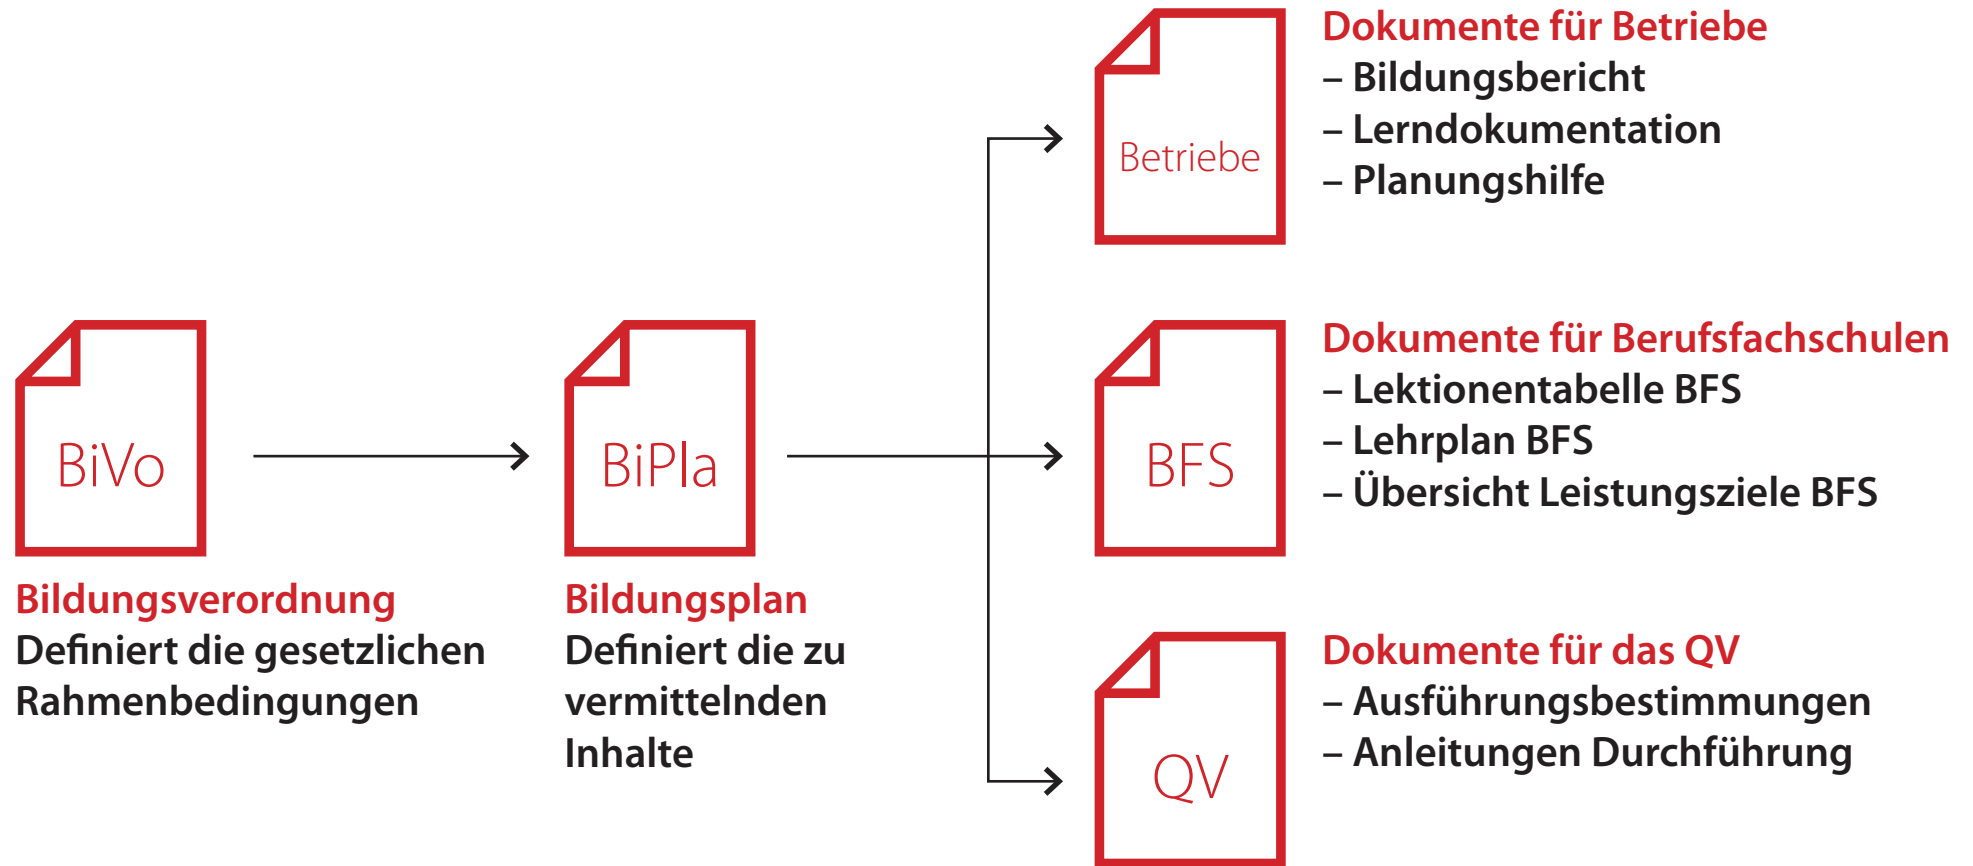 BiVo
Bildungsverordnung
Definiert die gesetzlichen
Rahmenbedingungen
BiPla
Bildungsplan
Definiert die zu
vermittelnden
Inhalte
Betriebe
Dokumente für Betriebe
– Bildungsbericht
– Lerndokumentation
– Planungshilfe
BFS
Dokumente für Berufsfachschulen
– Lektionentabelle BFS
– Lehrplan BFS
– Übersicht Leistungsziele BFS
QV
Dokumente für das QV
– Ausführungsbestimmungen
– Anleitungen Durchführung